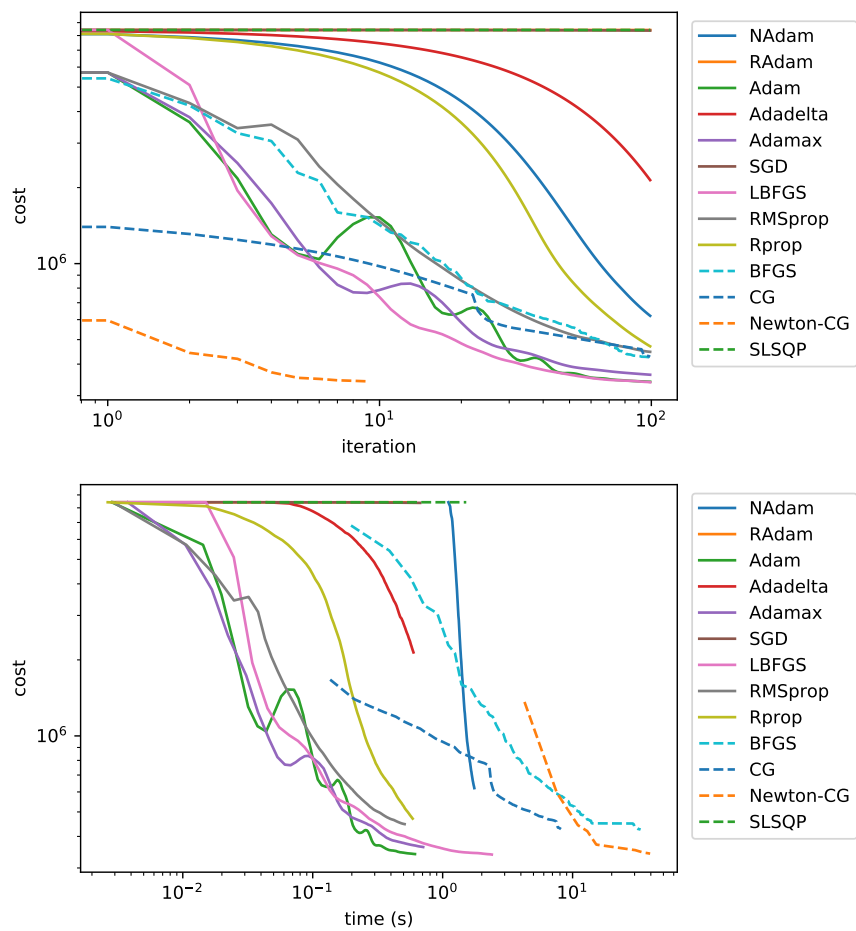 cost
10^6
10^0
10^1
10^2
iteration
NAdam
RAdam
Adam
Adadelta
Adamax
SGD
LBFGS
RMSprop
Rprop
BFGS
CG
Newton-CG
SLSQP
cost
10^6
10^−2
10^−1
10^0
10^1
time (s)
NAdam
RAdam
Adam
Adadelta
Adamax
SGD
LBFGS
RMSprop
Rprop
BFGS
CG
Newton-CG
SLSQP